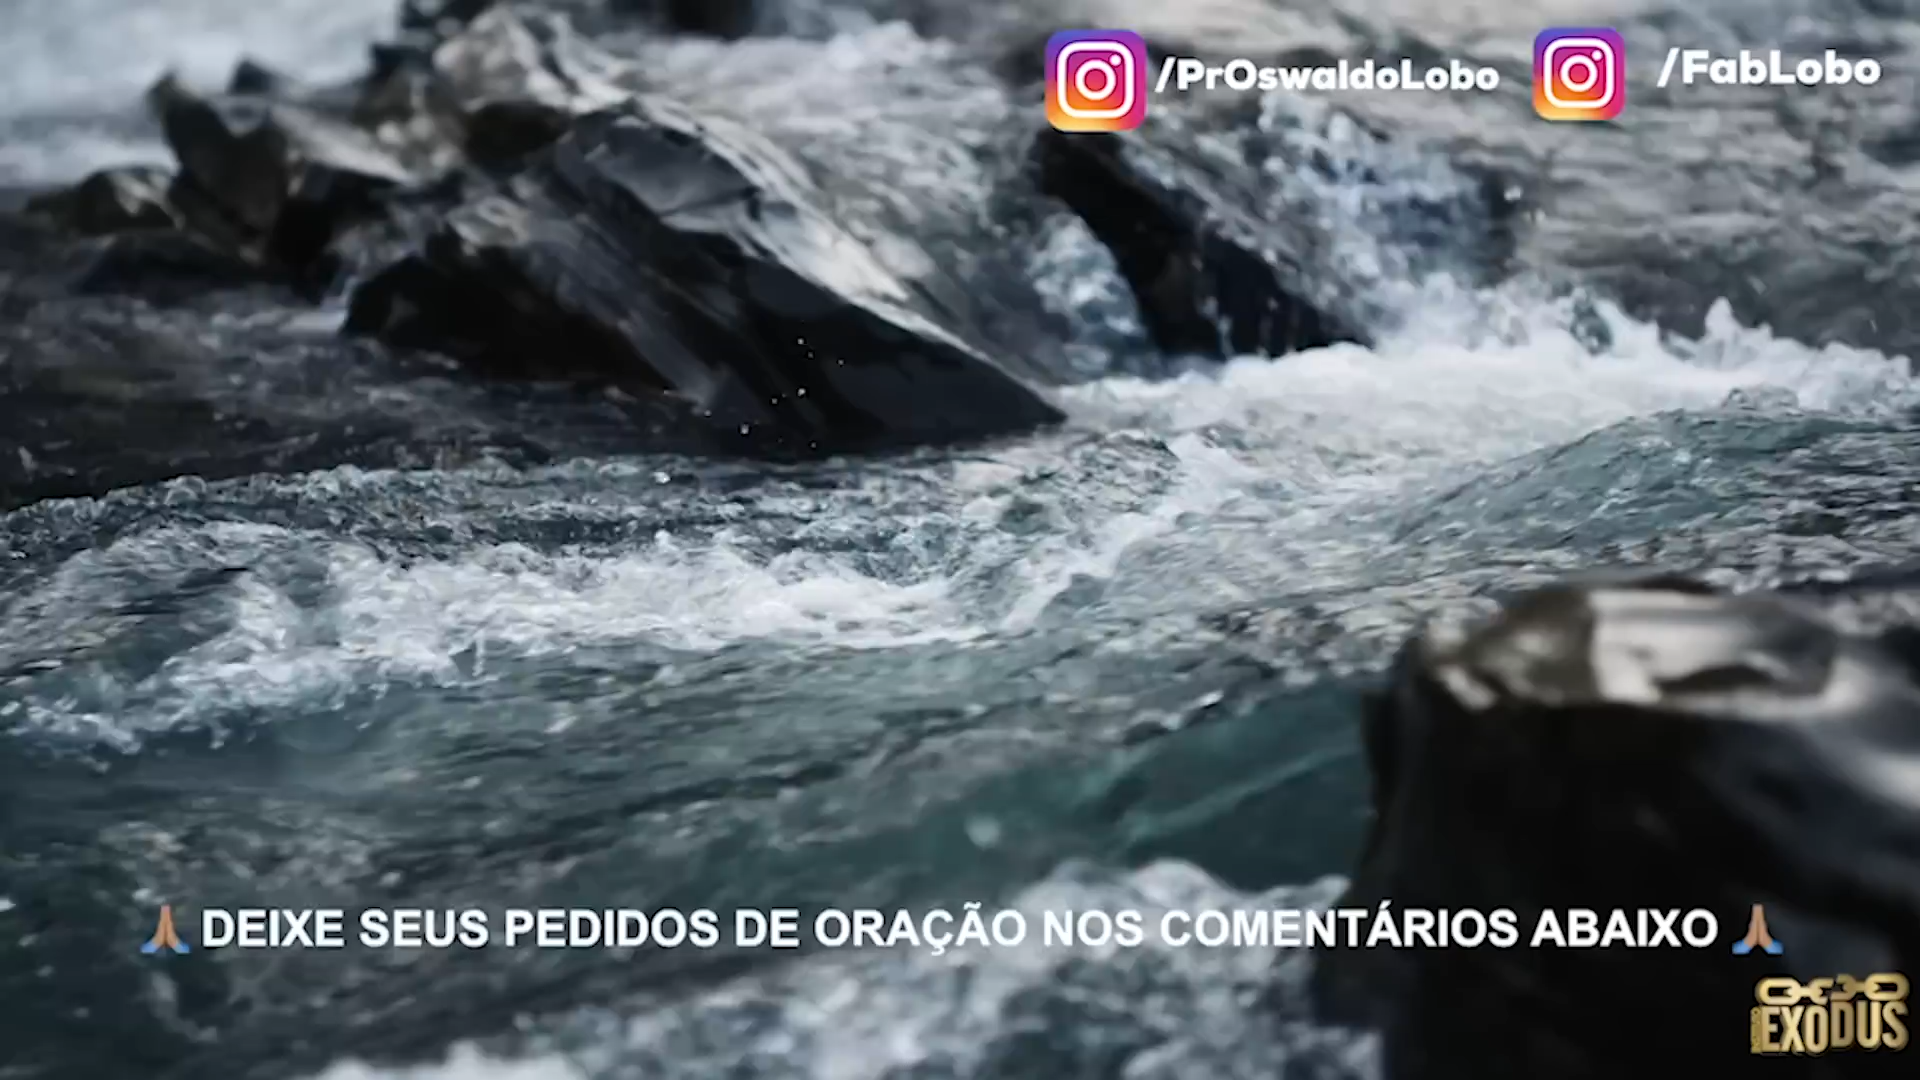 /PrOswaldoLobo
/FabLobo
🙏🏽 DEIXE SEUS PEDIDOS DE ORAÇÃO NOS COMENTÁRIOS ABAIXO 🙏🏽
EXODUS